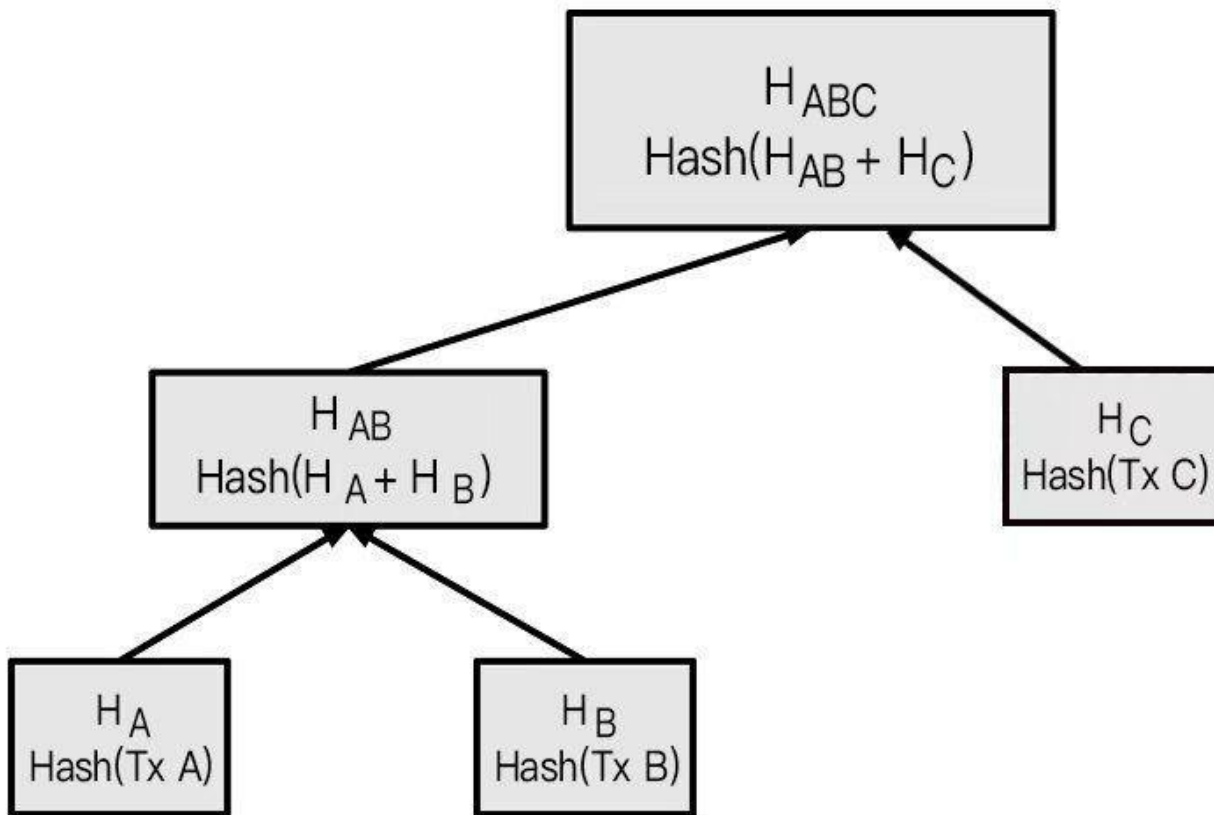 H ABC
Hash(H AB + H C)
H AB
Hash(H A + H B)
H C
Hash(Tx C)
H A
Hash(Tx A)
H B
Hash(Tx B)